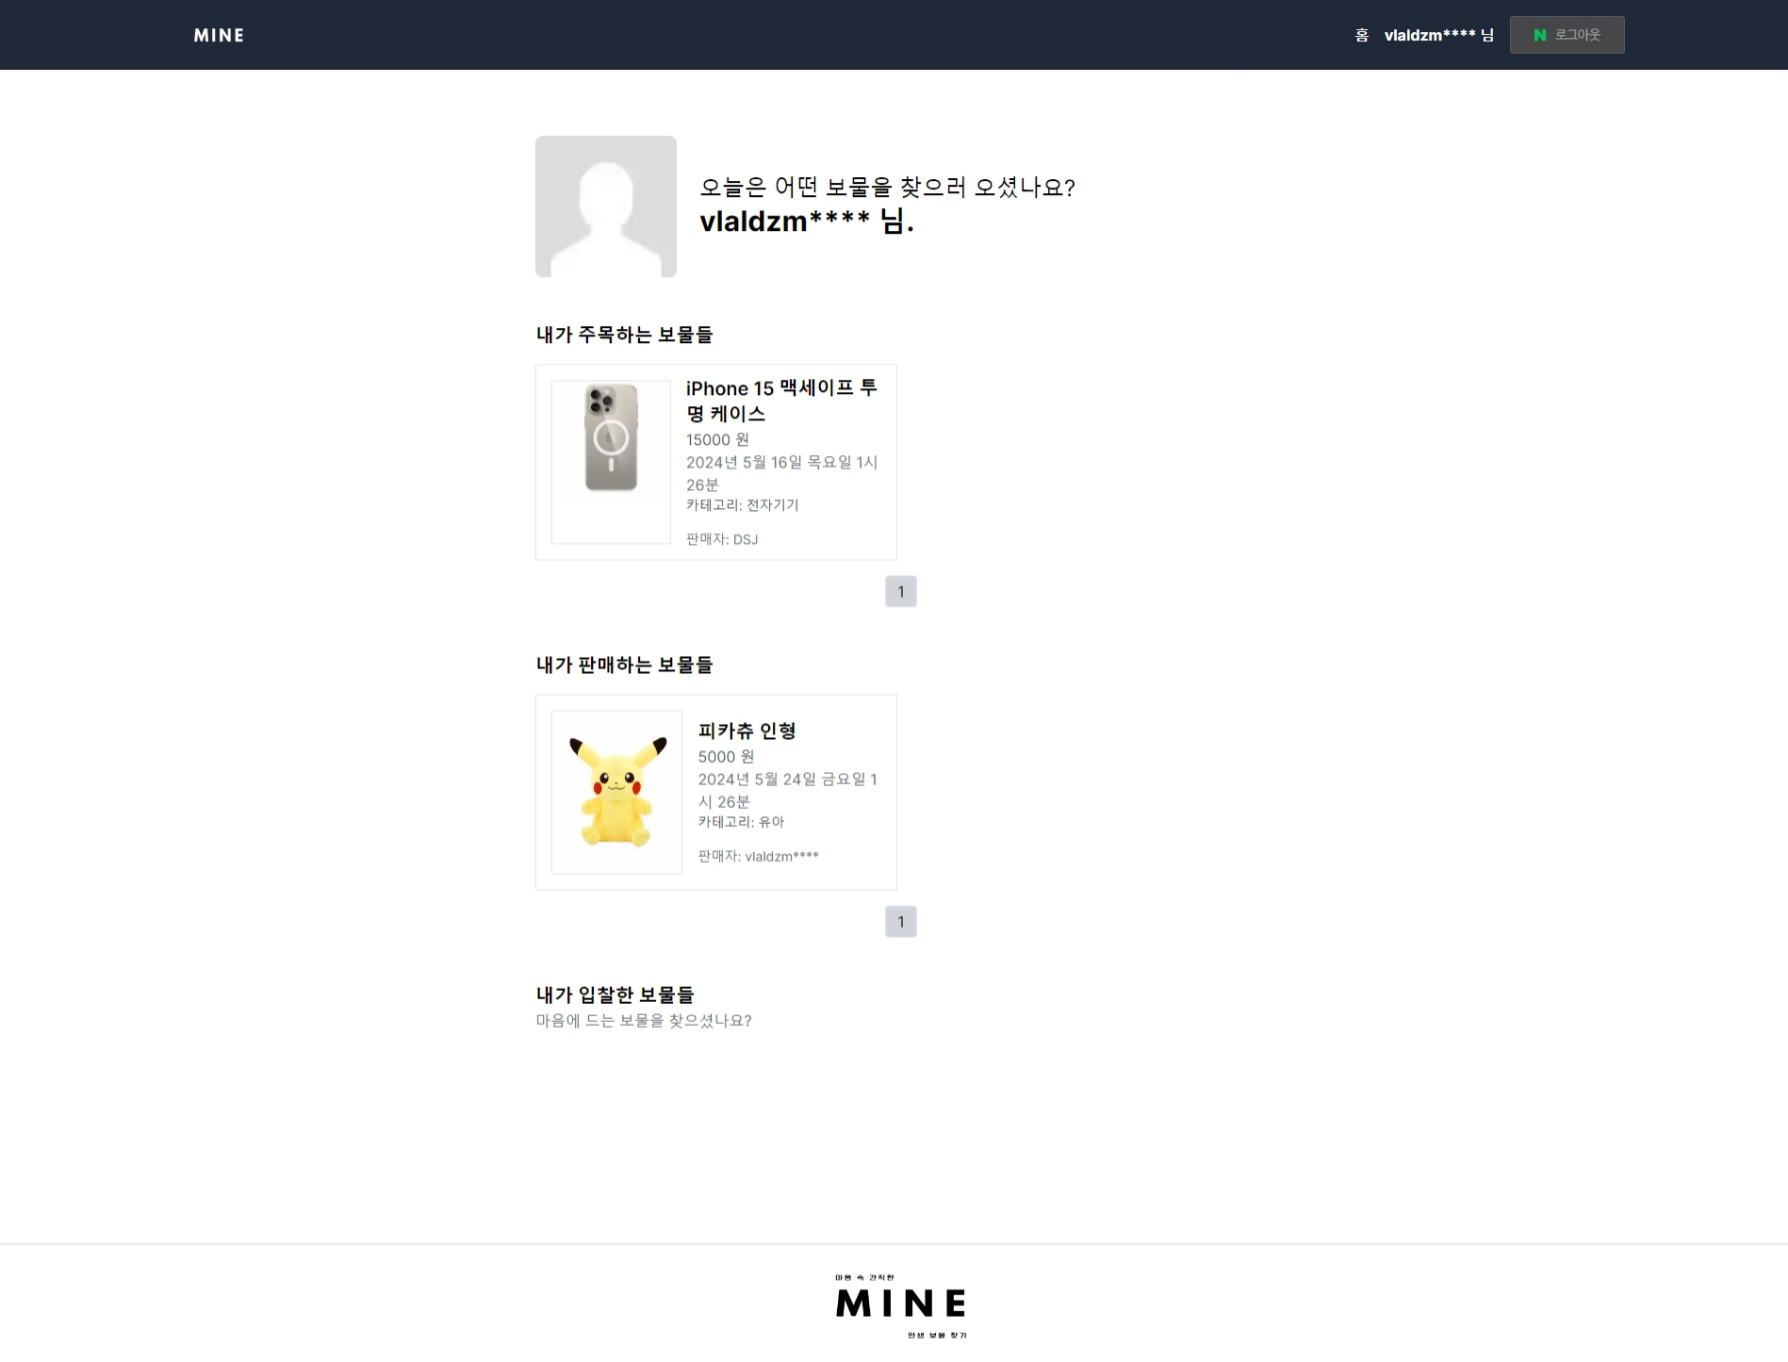 MINE
홈 vlaldzm**** 님 N 로그아웃
오늘은 어떤 보물을 찾으러 오셨나요?
vlaldzm**** 님.
내가 주목하는 보물들
iPhone 15 맥세이프 투
명 케이스
15000 원
2024년 5월 16일 목요일 1시
26분
카테고리: 전자기기
판매자: DSJ
1
내가 판매하는 보물들
피카츄 인형
5000 원
2024년 5월 24일 금요일 1
시 26분
카테고리: 유아
판매자: vlaldzm****
1
내가 입찰한 보물들
마음에 드는 보물을 찾으셨나요?
마음 속 간직한
MINE
인생 보물 찾기